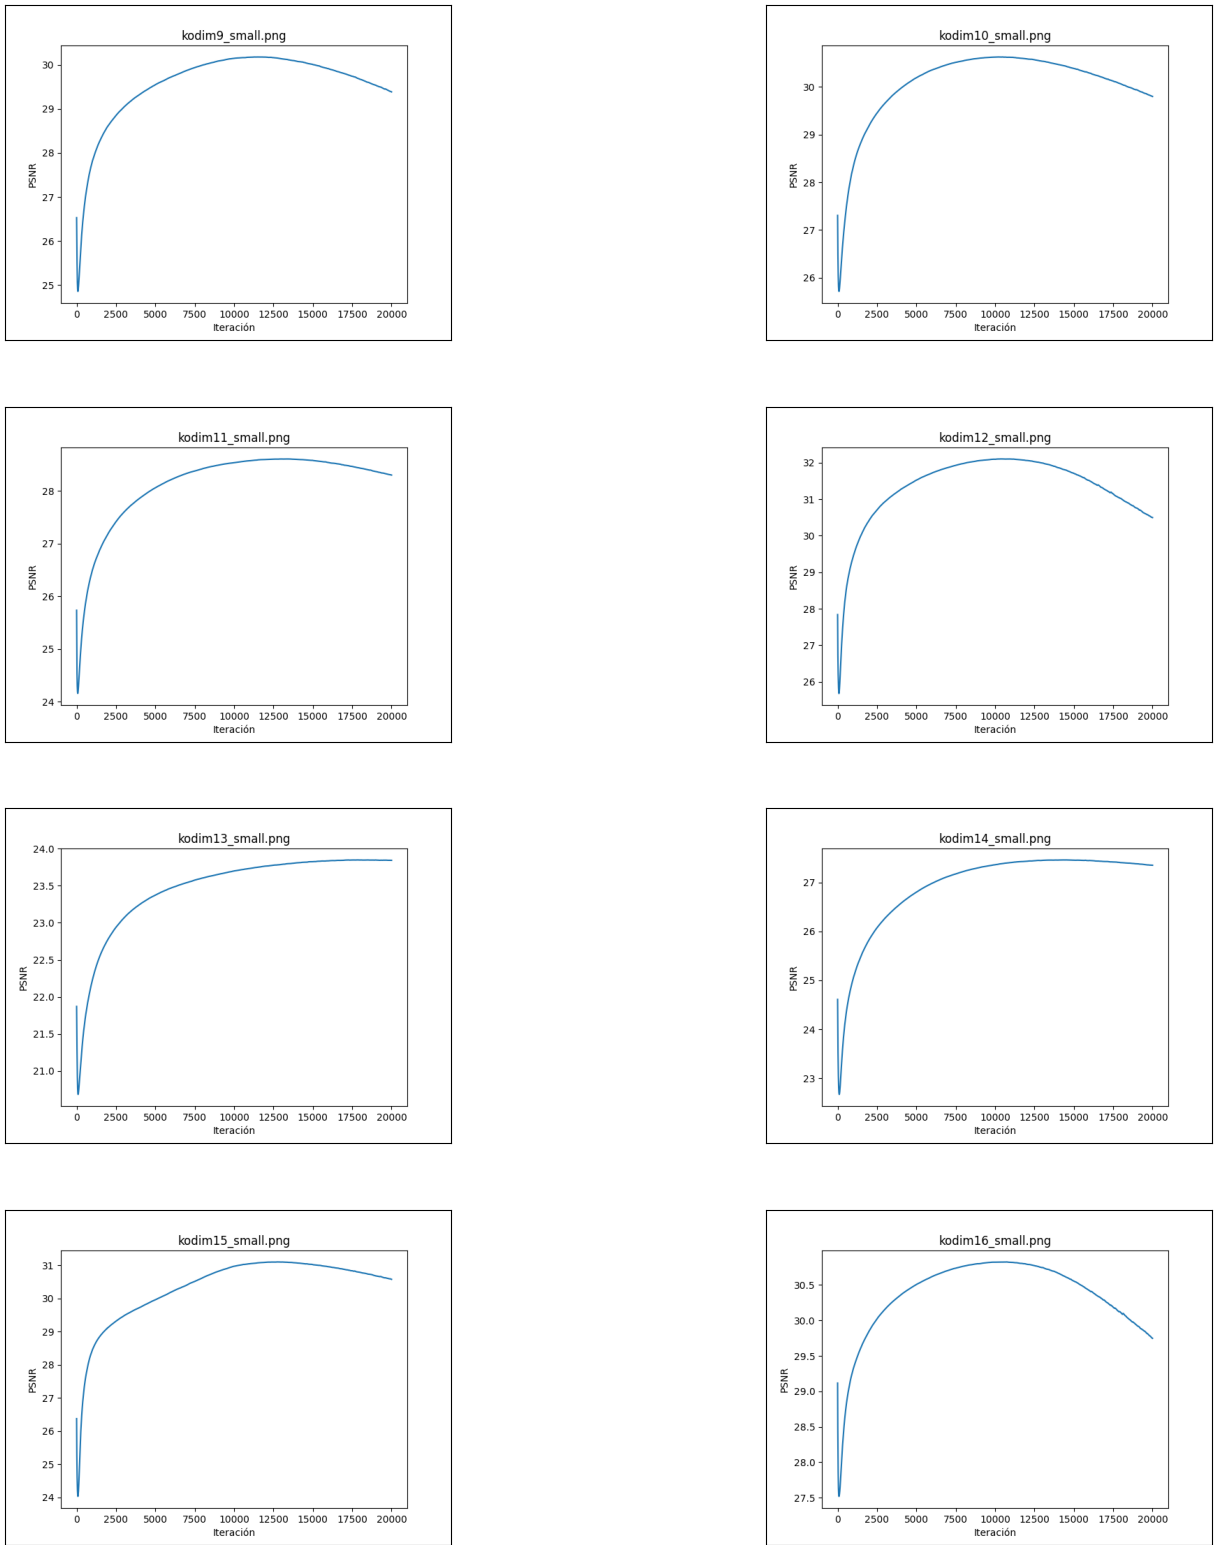 kodim9_small.png
30
29
28
27
26
25
PSNR
0 2500 5000 7500 10000 12500 15000 17500 20000
Iteración
kodim10_small.png
30
29
28
27
26
PSNR
0 2500 5000 7500 10000 12500 15000 17500 20000
Iteración
kodim11_small.png
28
27
26
25
24
PSNR
0 2500 5000 7500 10000 12500 15000 17500 20000
Iteración
kodim12_small.png
32
31
30
29
28
27
26
PSNR
0 2500 5000 7500 10000 12500 15000 17500 20000
Iteración
kodim13_small.png
24.0
23.5
23.0
22.5
22.0
21.5
21.0
PSNR
0 2500 5000 7500 10000 12500 15000 17500 20000
Iteración
kodim14_small.png
27
26
25
24
23
PSNR
0 2500 5000 7500 10000 12500 15000 17500 20000
Iteración
kodim15_small.png
31
30
29
28
27
26
25
24
PSNR
0 2500 5000 7500 10000 12500 15000 17500 20000
Iteración
kodim16_small.png
30.5
30.0
29.5
29.0
28.5
28.0
27.5
PSNR
0 2500 5000 7500 10000 12500 15000 17500 20000
Iteración